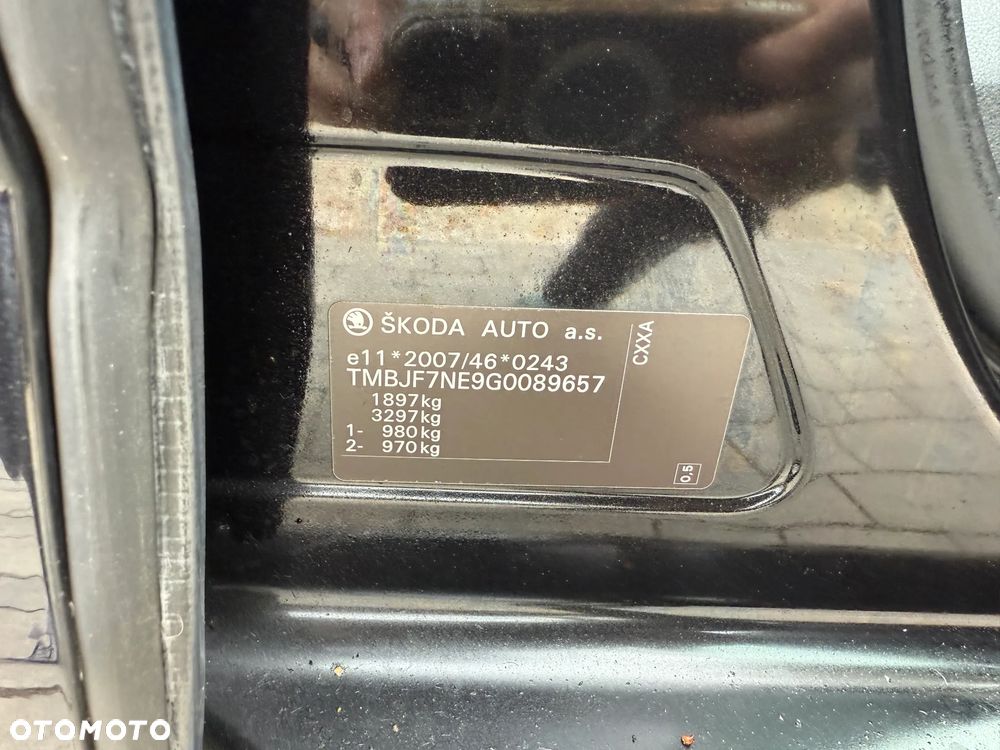 ŠKODA AUTO a.s.
e11*2007/46*0243
TMBJF7NE9G0089657
1897kg
3297kg
1- 980kg
2- 970kg
CXXA
0,5
OTOMOTO